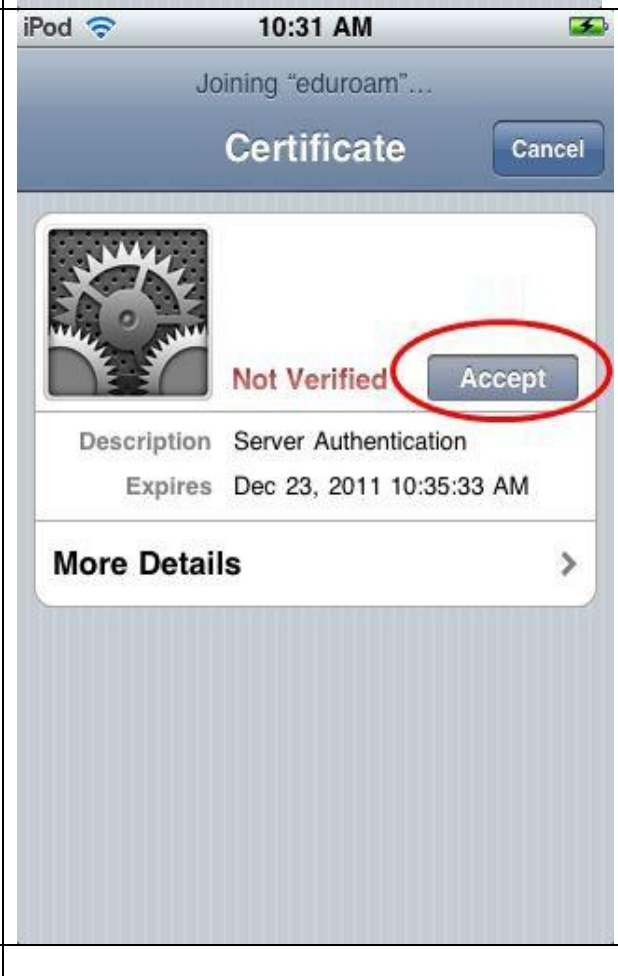 iPod 10:31 AM
Joining “eduroam”...
Certificate Cancel
Not Verified Accept
Description Server Authentication
Expires Dec 23, 2011 10:35:33 AM
More Details